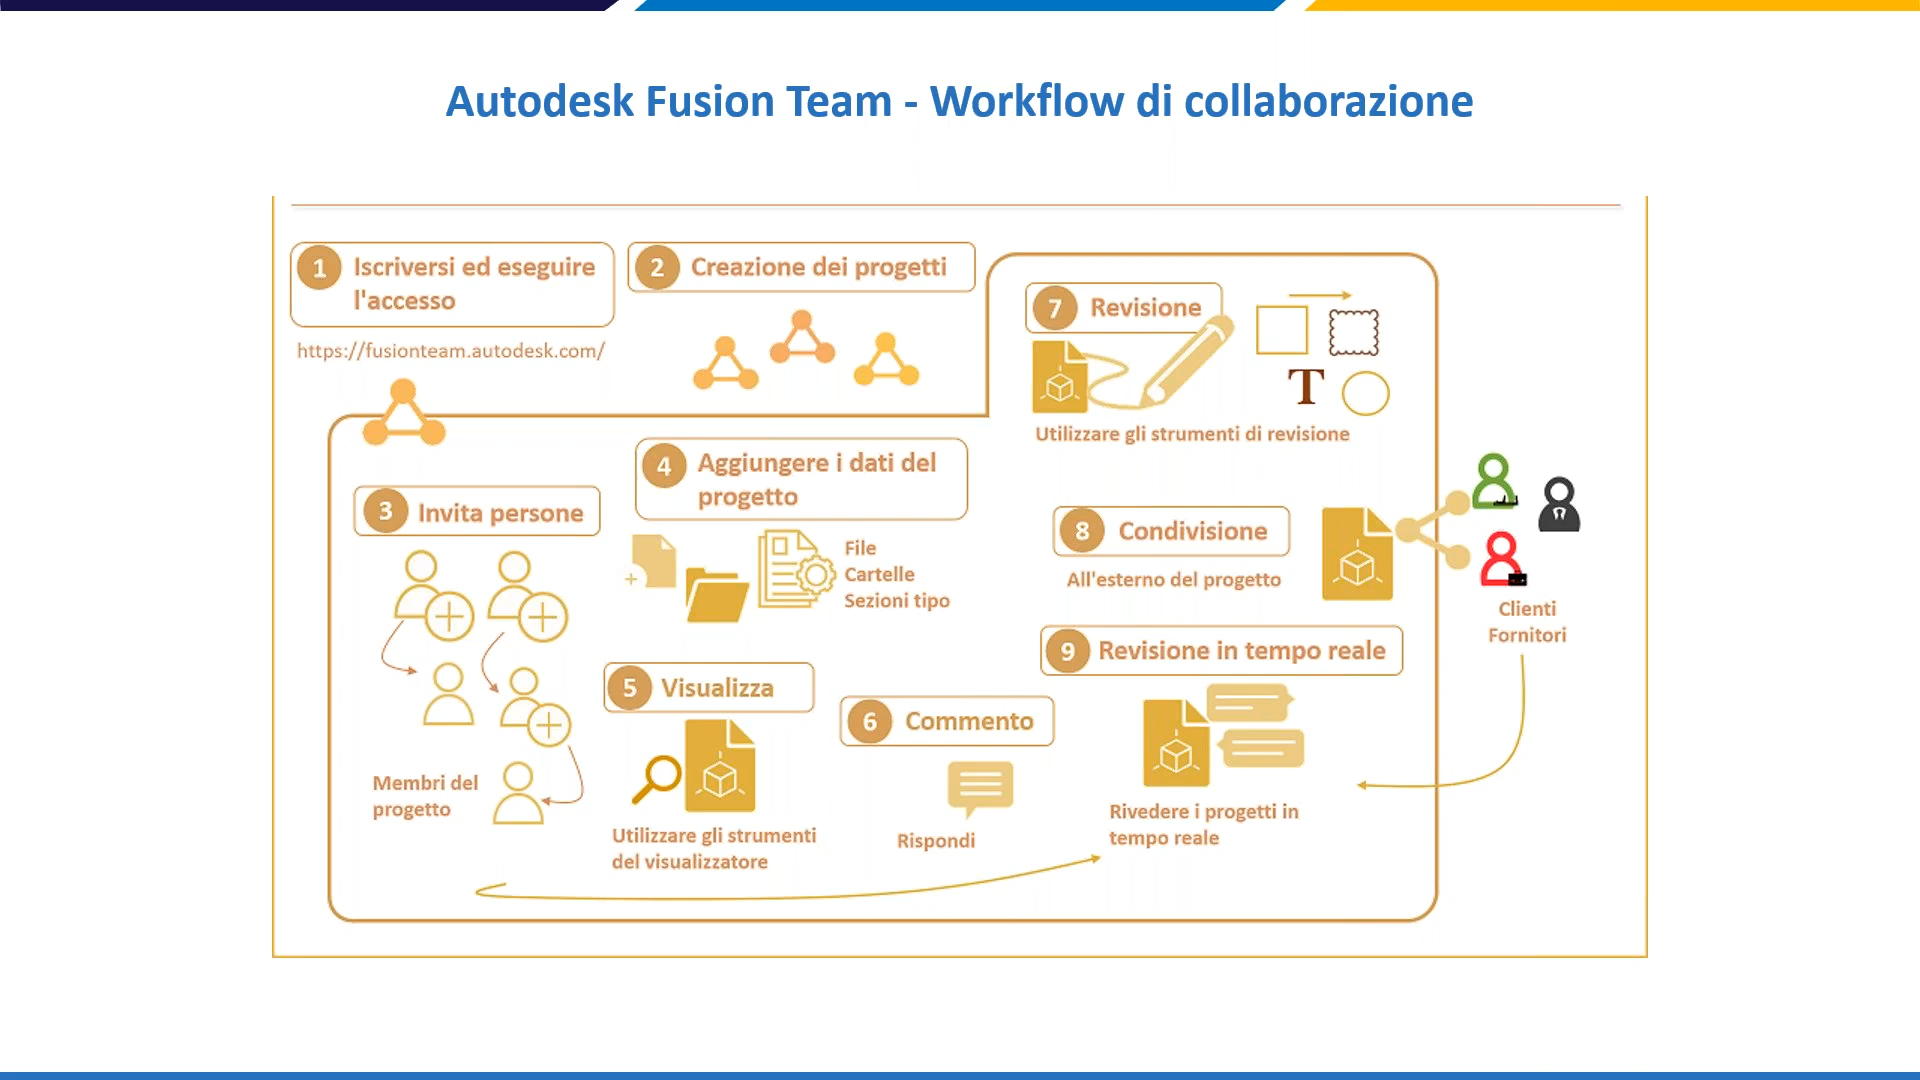 Autodesk Fusion Team - Workflow di collaborazione
1 Iscriversi ed eseguire
l'accesso
https://fusionteam.autodesk.com/
2 Creazione dei progetti
3 Invita persone
Membri del
progetto
4 Aggiungere i dati del
progetto
File
Cartelle
Sezioni tipo
5 Visualizza
Utilizzare gli strumenti
del visualizzatore
6 Commento
Rispondi
7 Revisione
T
Utilizzare gli strumenti di revisione
8 Condivisione
All'esterno del progetto
Clienti
Fornitori
9 Revisione in tempo reale
Rivedere i progetti in
tempo reale